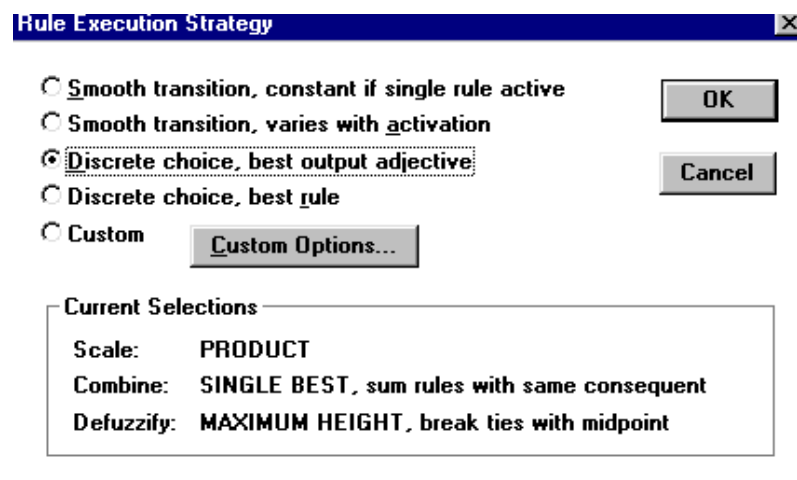 Rule Execution Strategy
Smooth transition, constant if single rule active
OK
Smooth transition, varies with activation
Discrete choice, best output adjective
Cancel
Discrete choice, best rule
Custom
Custom Options...
Current Selections
Scale: PRODUCT
Combine: SINGLE BEST, sum rules with same consequent
Defuzzify: MAXIMUM HEIGHT, break ties with midpoint